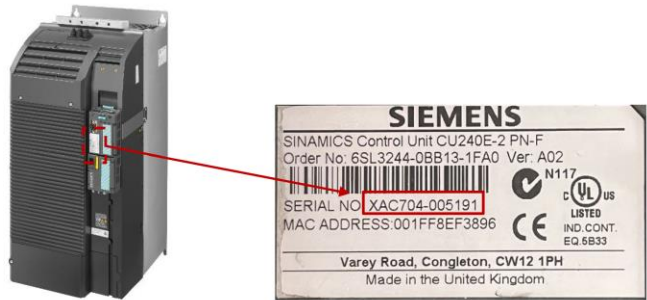 SIEMENS
SINAMICS Control Unit CU240E-2 PN-F
Order No: 6SL3244-0BB13-1FA0 Ver: A02
N117
SERIAL NO XAC704-005191
MAC ADDRESS:001FF8EF3896
C UL US
LISTED
IND.CONT.
EQ.5B33
CE
Varey Road, Congleton, CW12 1PH
Made in the United Kingdom